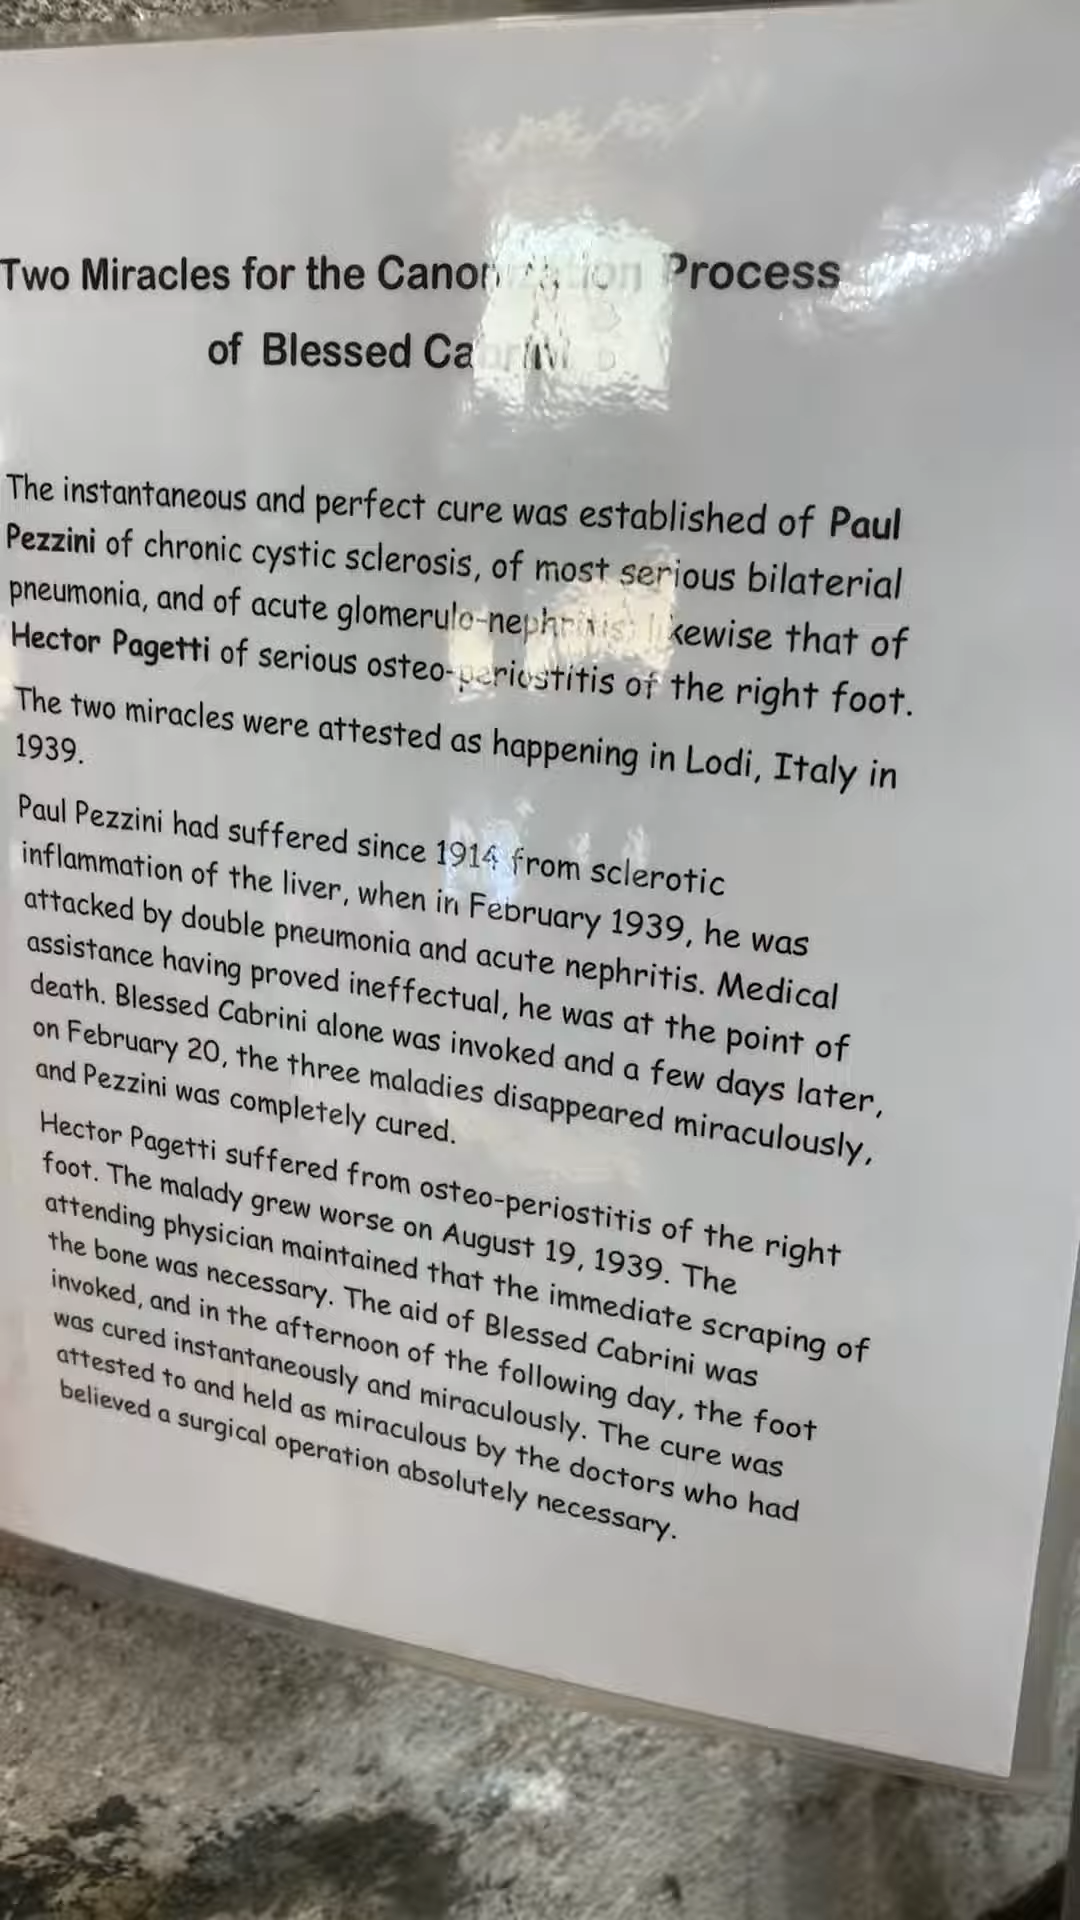 Two Miracles for the Canonization Process
of Blessed Cabrini
The instantaneous and perfect cure was established of Paul
Pezzini of chronic cystic sclerosis, of most serious bilaterial
pneumonia, and of acute glomerulo-nephritis; likewise that of
Hector Pagetti of serious osteo-periostitis of the right foot.
The two miracles were attested as happening in Lodi, Italy in
1939.
Paul Pezzini had suffered since 1914 from sclerotic
inflammation of the liver, when in February 1939, he was
attacked by double pneumonia and acute nephritis. Medical
assistance having proved ineffectual, he was at the point of
death. Blessed Cabrini alone was invoked and a few days later,
on February 20, the three maladies disappeared miraculously,
and Pezzini was completely cured.
Hector Pagetti suffered from osteo-periostitis of the right
foot. The malady grew worse on August 19, 1939. The
attending physician maintained that the immediate scraping of
the bone was necessary. The aid of Blessed Cabrini was
invoked, and in the afternoon of the following day, the foot
was cured instantaneously and miraculously. The cure was
attested to and held as miraculous by the doctors who had
believed a surgical operation absolutely necessary.